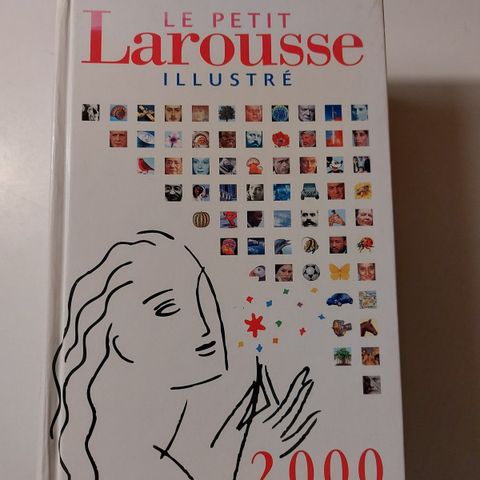 LE PETIT
Larousse
ILLUSTRÉ
2000